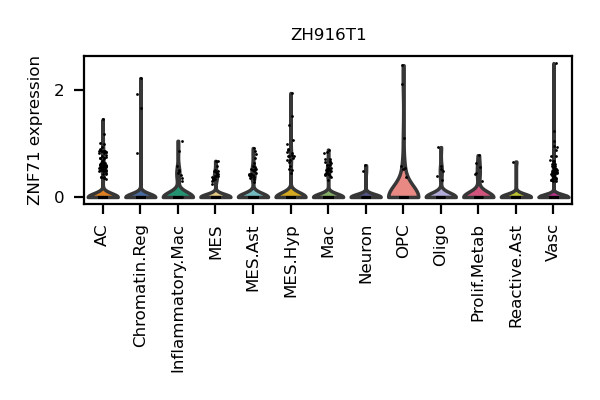 ZH916T1
ZNF71 expression
2
0
AC
Chromatin.Reg
Inflammatory.Mac
MES
MES.Ast
MES.Hyp
Mac
Neuron
OPC
Oligo
Prolif.Metab
Reactive.Ast
Vasc